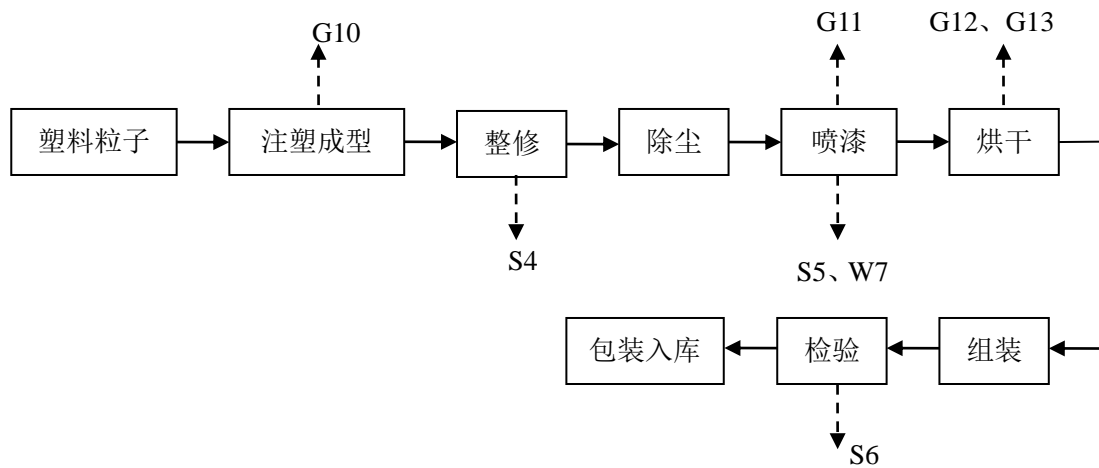 G10
G11
G12、G13
塑料粒子
注塑成型
整修
除尘
喷漆
烘干
S4
S5、W7
包装入库
检验
组装
S6